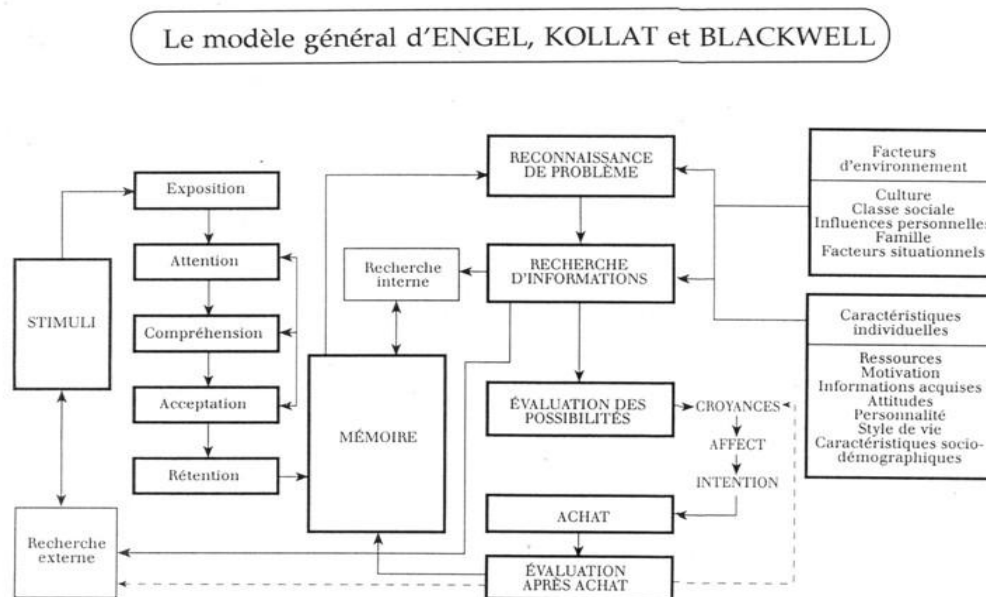 Le modèle général d'ENGEL, KOLLAT et BLACKWELL
Exposition
Attention
Compréhension
Acceptation
Rétention
STIMULI
Recherche
externe
Recherche
interne
MÉMOIRE
RECONNAISSANCE
DE PROBLÈME
RECHERCHE
D'INFORMATIONS
ÉVALUATION DES
POSSIBILITÉS
CROYANCES
AFFECT
INTENTION
ACHAT
ÉVALUATION
APRÈS ACHAT
Facteurs
d'environnement
Culture
Classe sociale
Influences personnelles
Famille
Facteurs situationnels
Caractéristiques
individuelles
Ressources
Motivation
Informations acquises
Attitudes
Personnalité
Style de vie
Caractéristiques socio-
démographiques